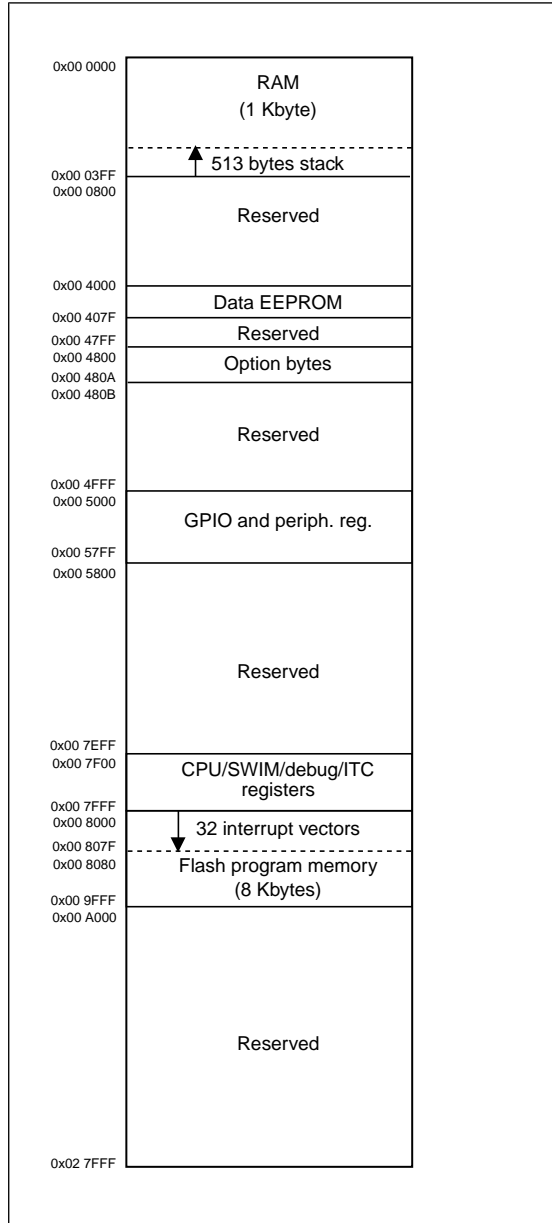 0x00 0000
RAM
(1 Kbyte)
513 bytes stack
0x00 03FF
0x00 0800
Reserved
0x00 4000
Data EEPROM
0x00 407F
Reserved
0x00 47FF
0x00 4800
Option bytes
0x00 480A
0x00 480B
Reserved
0x00 4FFF
0x00 5000
GPIO and periph. reg.
0x00 57FF
0x00 5800
Reserved
0x00 7EFF
0x00 7F00
CPU/SWIM/debug/ITC
registers
0x00 7FFF
0x00 8000
32 interrupt vectors
0x00 807F
0x00 8080
Flash program memory
(8 Kbytes)
0x00 9FFF
0x00 A000
Reserved
0x02 7FFF